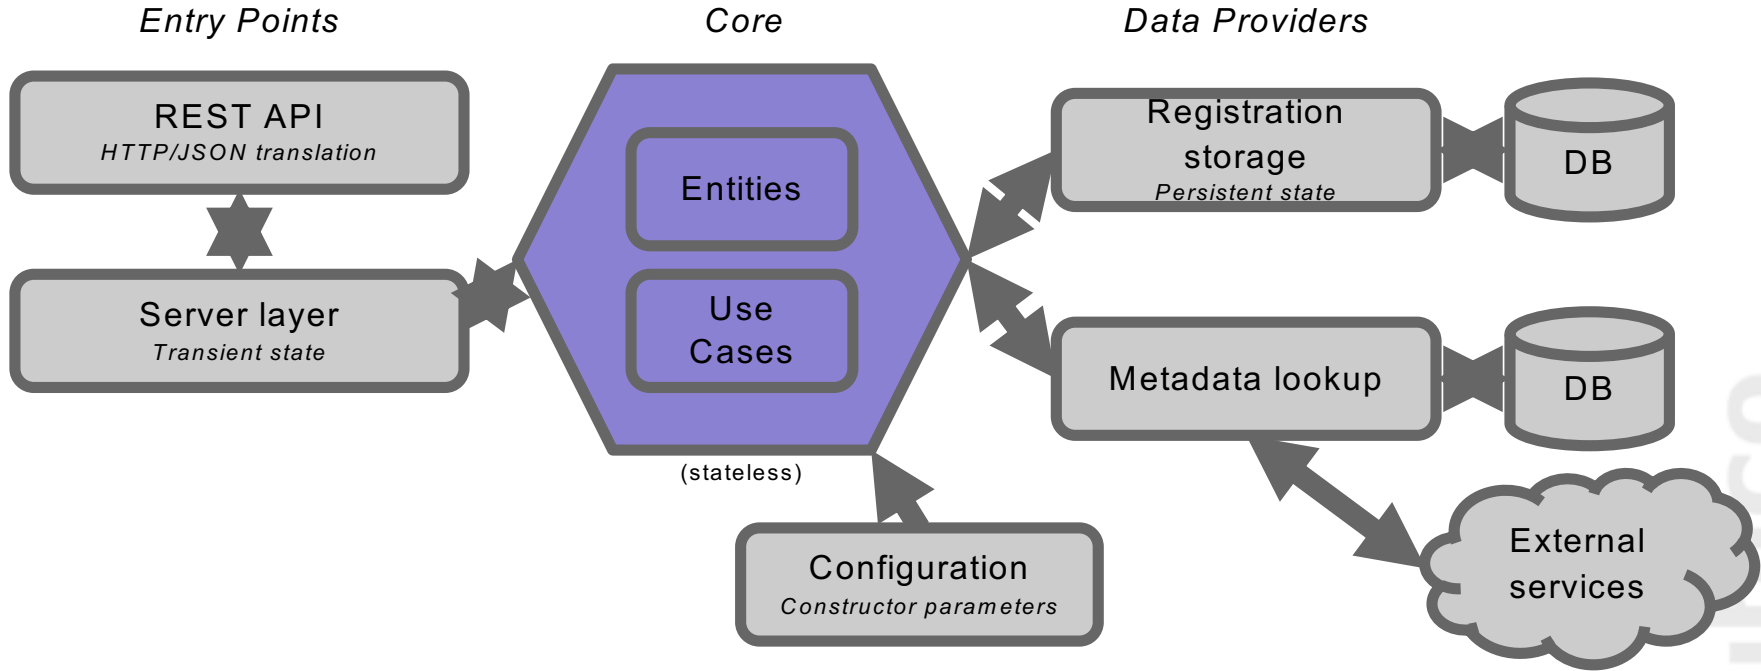 Entry Points
Core
Data Providers
REST API
HTTP/JSON translation
Server layer
Transient state
Entities
Use
Cases
(stateless)
Configuration
Constructor parameters
Registration
storage
Persistent state
DB
Metadata lookup
DB
External
services